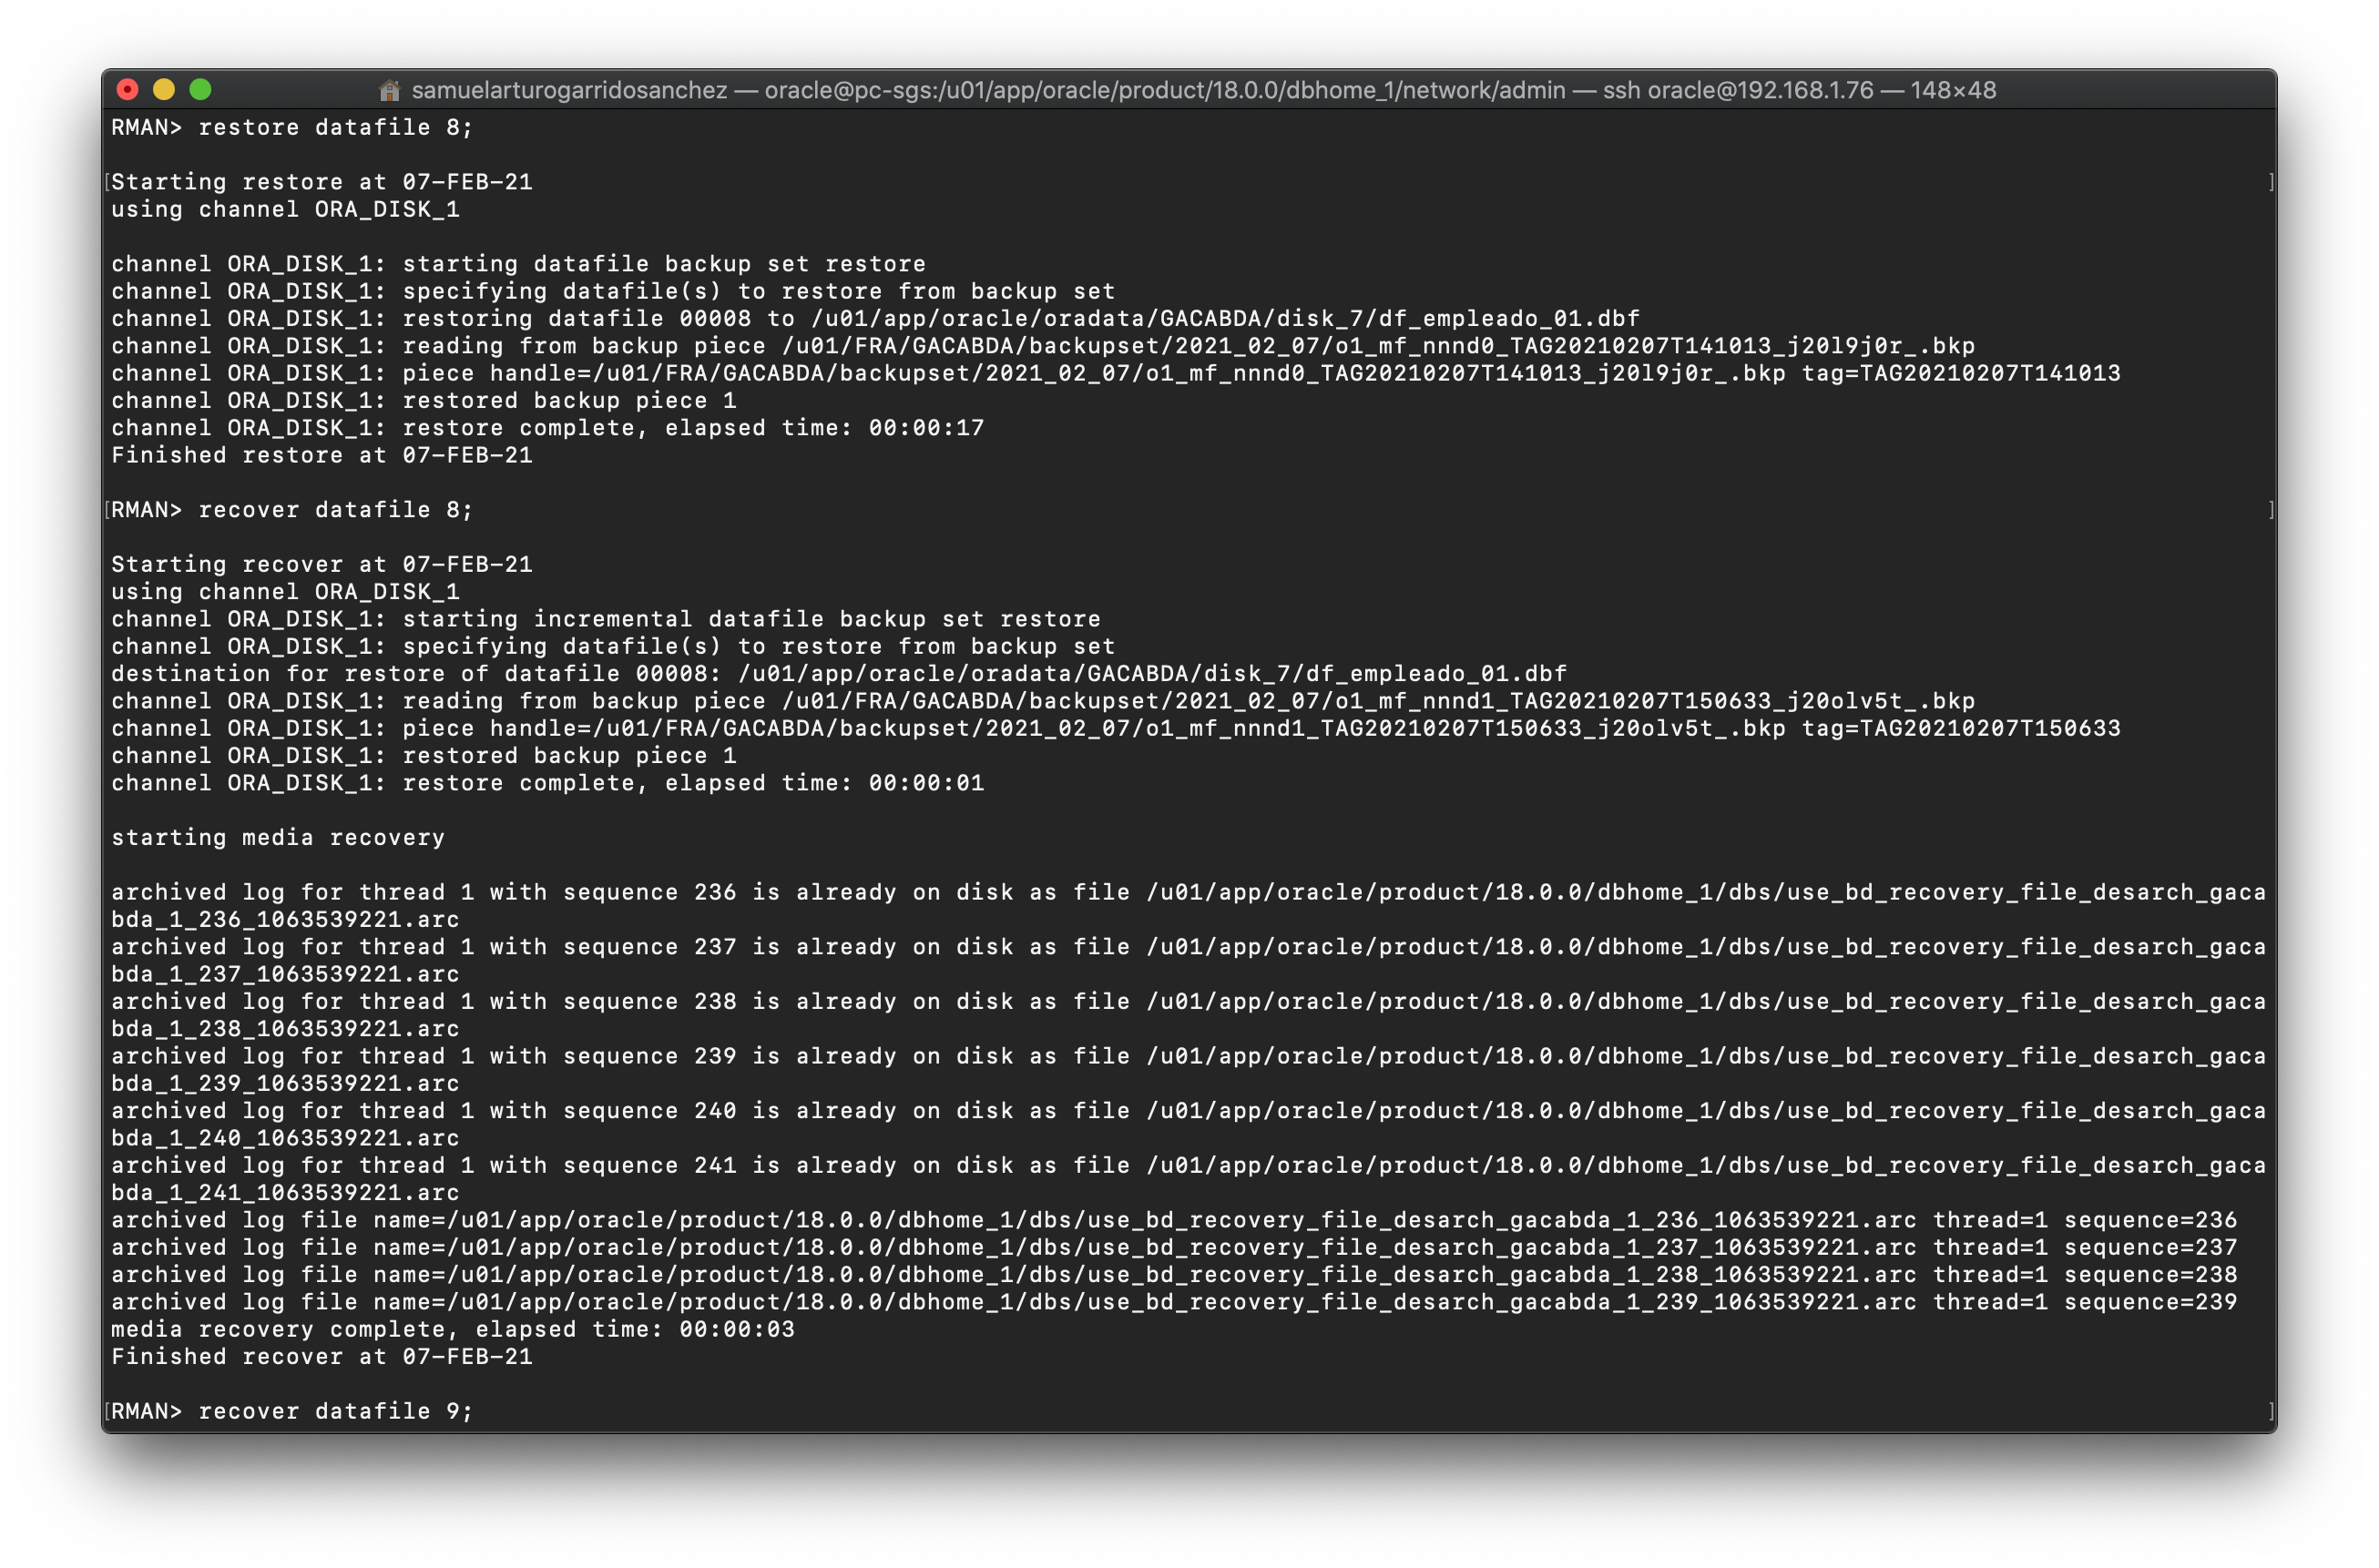 samuelarturogarridosanchez — oracle@pc-sgs:/u01/app/oracle/product/18.0.0/dbhome_1/network/admin — ssh oracle@192.168.1.76 — 148×48
RMAN> restore datafile 8;
[Starting restore at 07-FEB-21 ]
using channel ORA_DISK_1
channel ORA_DISK_1: starting datafile backup set restore
channel ORA_DISK_1: specifying datafile(s) to restore from backup set
channel ORA_DISK_1: restoring datafile 00008 to /u01/app/oracle/oradata/GACABDA/disk_7/df_empleado_01.dbf
channel ORA_DISK_1: reading from backup piece /u01/FRA/GACABDA/backupset/2021_02_07/o1_mf_nnnd0_TAG20210207T141013_j20l9j0r_.bkp
channel ORA_DISK_1: piece handle=/u01/FRA/GACABDA/backupset/2021_02_07/o1_mf_nnnd0_TAG20210207T141013_j20l9j0r_.bkp tag=TAG20210207T141013
channel ORA_DISK_1: restored backup piece 1
channel ORA_DISK_1: restore complete, elapsed time: 00:00:17
Finished restore at 07-FEB-21
[RMAN> recover datafile 8; ]
Starting recover at 07-FEB-21
using channel ORA_DISK_1
channel ORA_DISK_1: starting incremental datafile backup set restore
channel ORA_DISK_1: specifying datafile(s) to restore from backup set
destination for restore of datafile 00008: /u01/app/oracle/oradata/GACABDA/disk_7/df_empleado_01.dbf
channel ORA_DISK_1: reading from backup piece /u01/FRA/GACABDA/backupset/2021_02_07/o1_mf_nnnd1_TAG20210207T150633_j20olv5t_.bkp
channel ORA_DISK_1: piece handle=/u01/FRA/GACABDA/backupset/2021_02_07/o1_mf_nnnd1_TAG20210207T150633_j20olv5t_.bkp tag=TAG20210207T150633
channel ORA_DISK_1: restored backup piece 1
channel ORA_DISK_1: restore complete, elapsed time: 00:00:01
starting media recovery
archived log for thread 1 with sequence 236 is already on disk as file /u01/app/oracle/product/18.0.0/dbhome_1/dbs/use_bd_recovery_file_desarch_gaca
bda_1_236_1063539221.arc
archived log for thread 1 with sequence 237 is already on disk as file /u01/app/oracle/product/18.0.0/dbhome_1/dbs/use_bd_recovery_file_desarch_gaca
bda_1_237_1063539221.arc
archived log for thread 1 with sequence 238 is already on disk as file /u01/app/oracle/product/18.0.0/dbhome_1/dbs/use_bd_recovery_file_desarch_gaca
bda_1_238_1063539221.arc
archived log for thread 1 with sequence 239 is already on disk as file /u01/app/oracle/product/18.0.0/dbhome_1/dbs/use_bd_recovery_file_desarch_gaca
bda_1_239_1063539221.arc
archived log for thread 1 with sequence 240 is already on disk as file /u01/app/oracle/product/18.0.0/dbhome_1/dbs/use_bd_recovery_file_desarch_gaca
bda_1_240_1063539221.arc
archived log for thread 1 with sequence 241 is already on disk as file /u01/app/oracle/product/18.0.0/dbhome_1/dbs/use_bd_recovery_file_desarch_gaca
bda_1_241_1063539221.arc
archived log file name=/u01/app/oracle/product/18.0.0/dbhome_1/dbs/use_bd_recovery_file_desarch_gacabda_1_236_1063539221.arc thread=1 sequence=236
archived log file name=/u01/app/oracle/product/18.0.0/dbhome_1/dbs/use_bd_recovery_file_desarch_gacabda_1_237_1063539221.arc thread=1 sequence=237
archived log file name=/u01/app/oracle/product/18.0.0/dbhome_1/dbs/use_bd_recovery_file_desarch_gacabda_1_238_1063539221.arc thread=1 sequence=238
archived log file name=/u01/app/oracle/product/18.0.0/dbhome_1/dbs/use_bd_recovery_file_desarch_gacabda_1_239_1063539221.arc thread=1 sequence=239
media recovery complete, elapsed time: 00:00:03
Finished recover at 07-FEB-21
[RMAN> recover datafile 9; ]